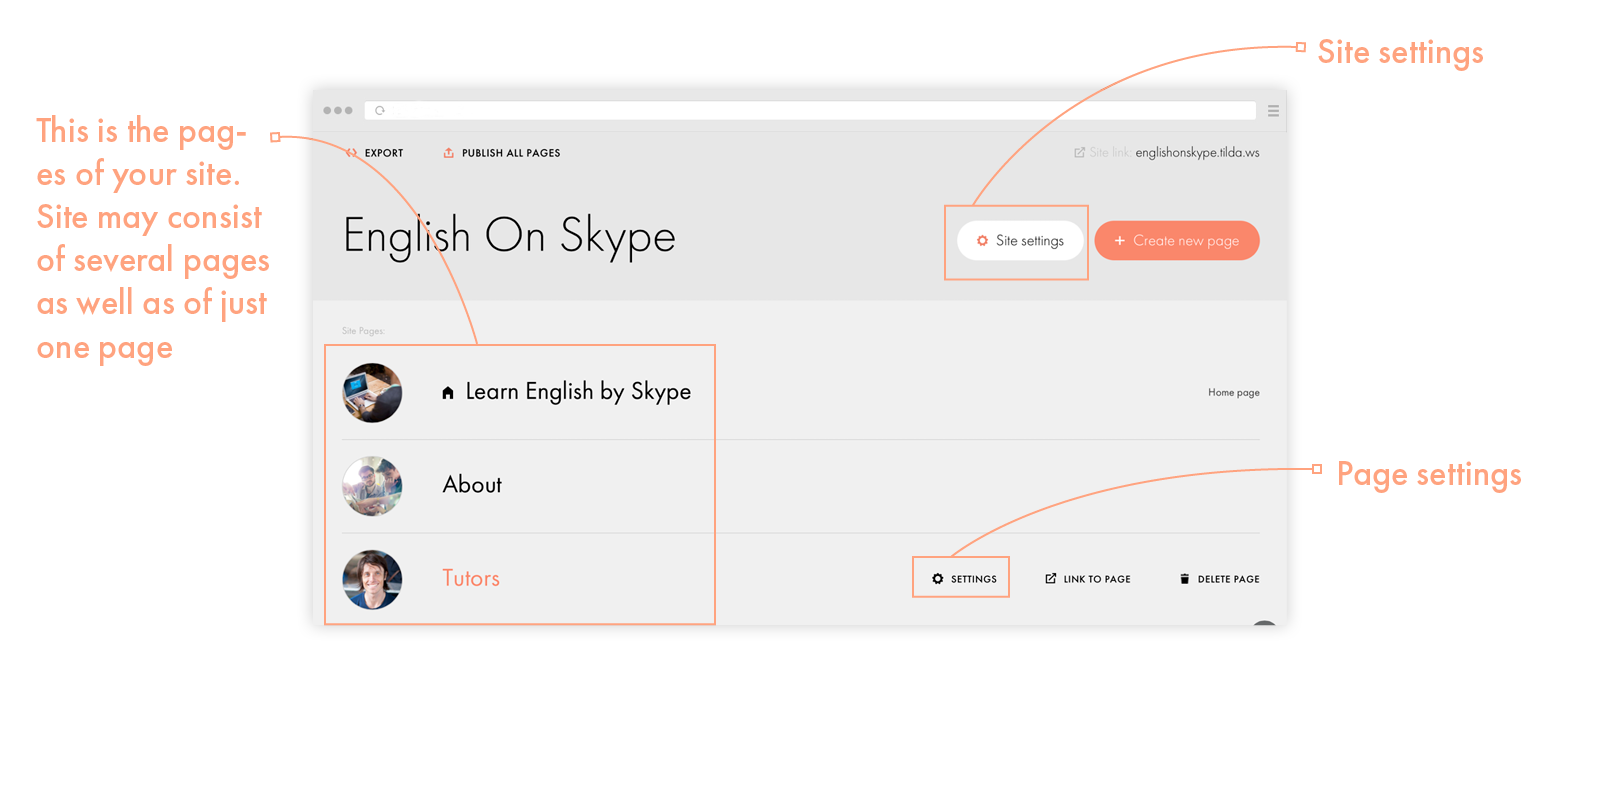 Site settings
This is the pag-
es of your site.
Site may consist
of several pages
as well as of just
one page
EXPORT
PUBLISH ALL PAGES
Site link: englishonskype.tilda.ws
English On Skype
Site settings
+ Create new page
Site Pages:
Learn English by Skype
Home page
About
Page settings
Tutors
SETTINGS
LINK TO PAGE
DELETE PAGE